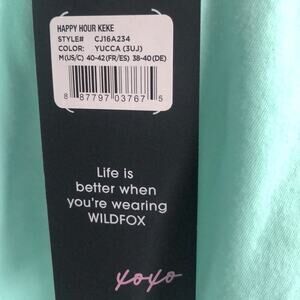 HAPPY HOUR KEKE
STYLE# CJ16A234
COLOR: YUCCA (3UJ)
M(US/C) 40-42(FR/ES) 38-40(DE)
8 87797 03767 5
Life is
better when
you're wearing
WILDFOX
xoxo